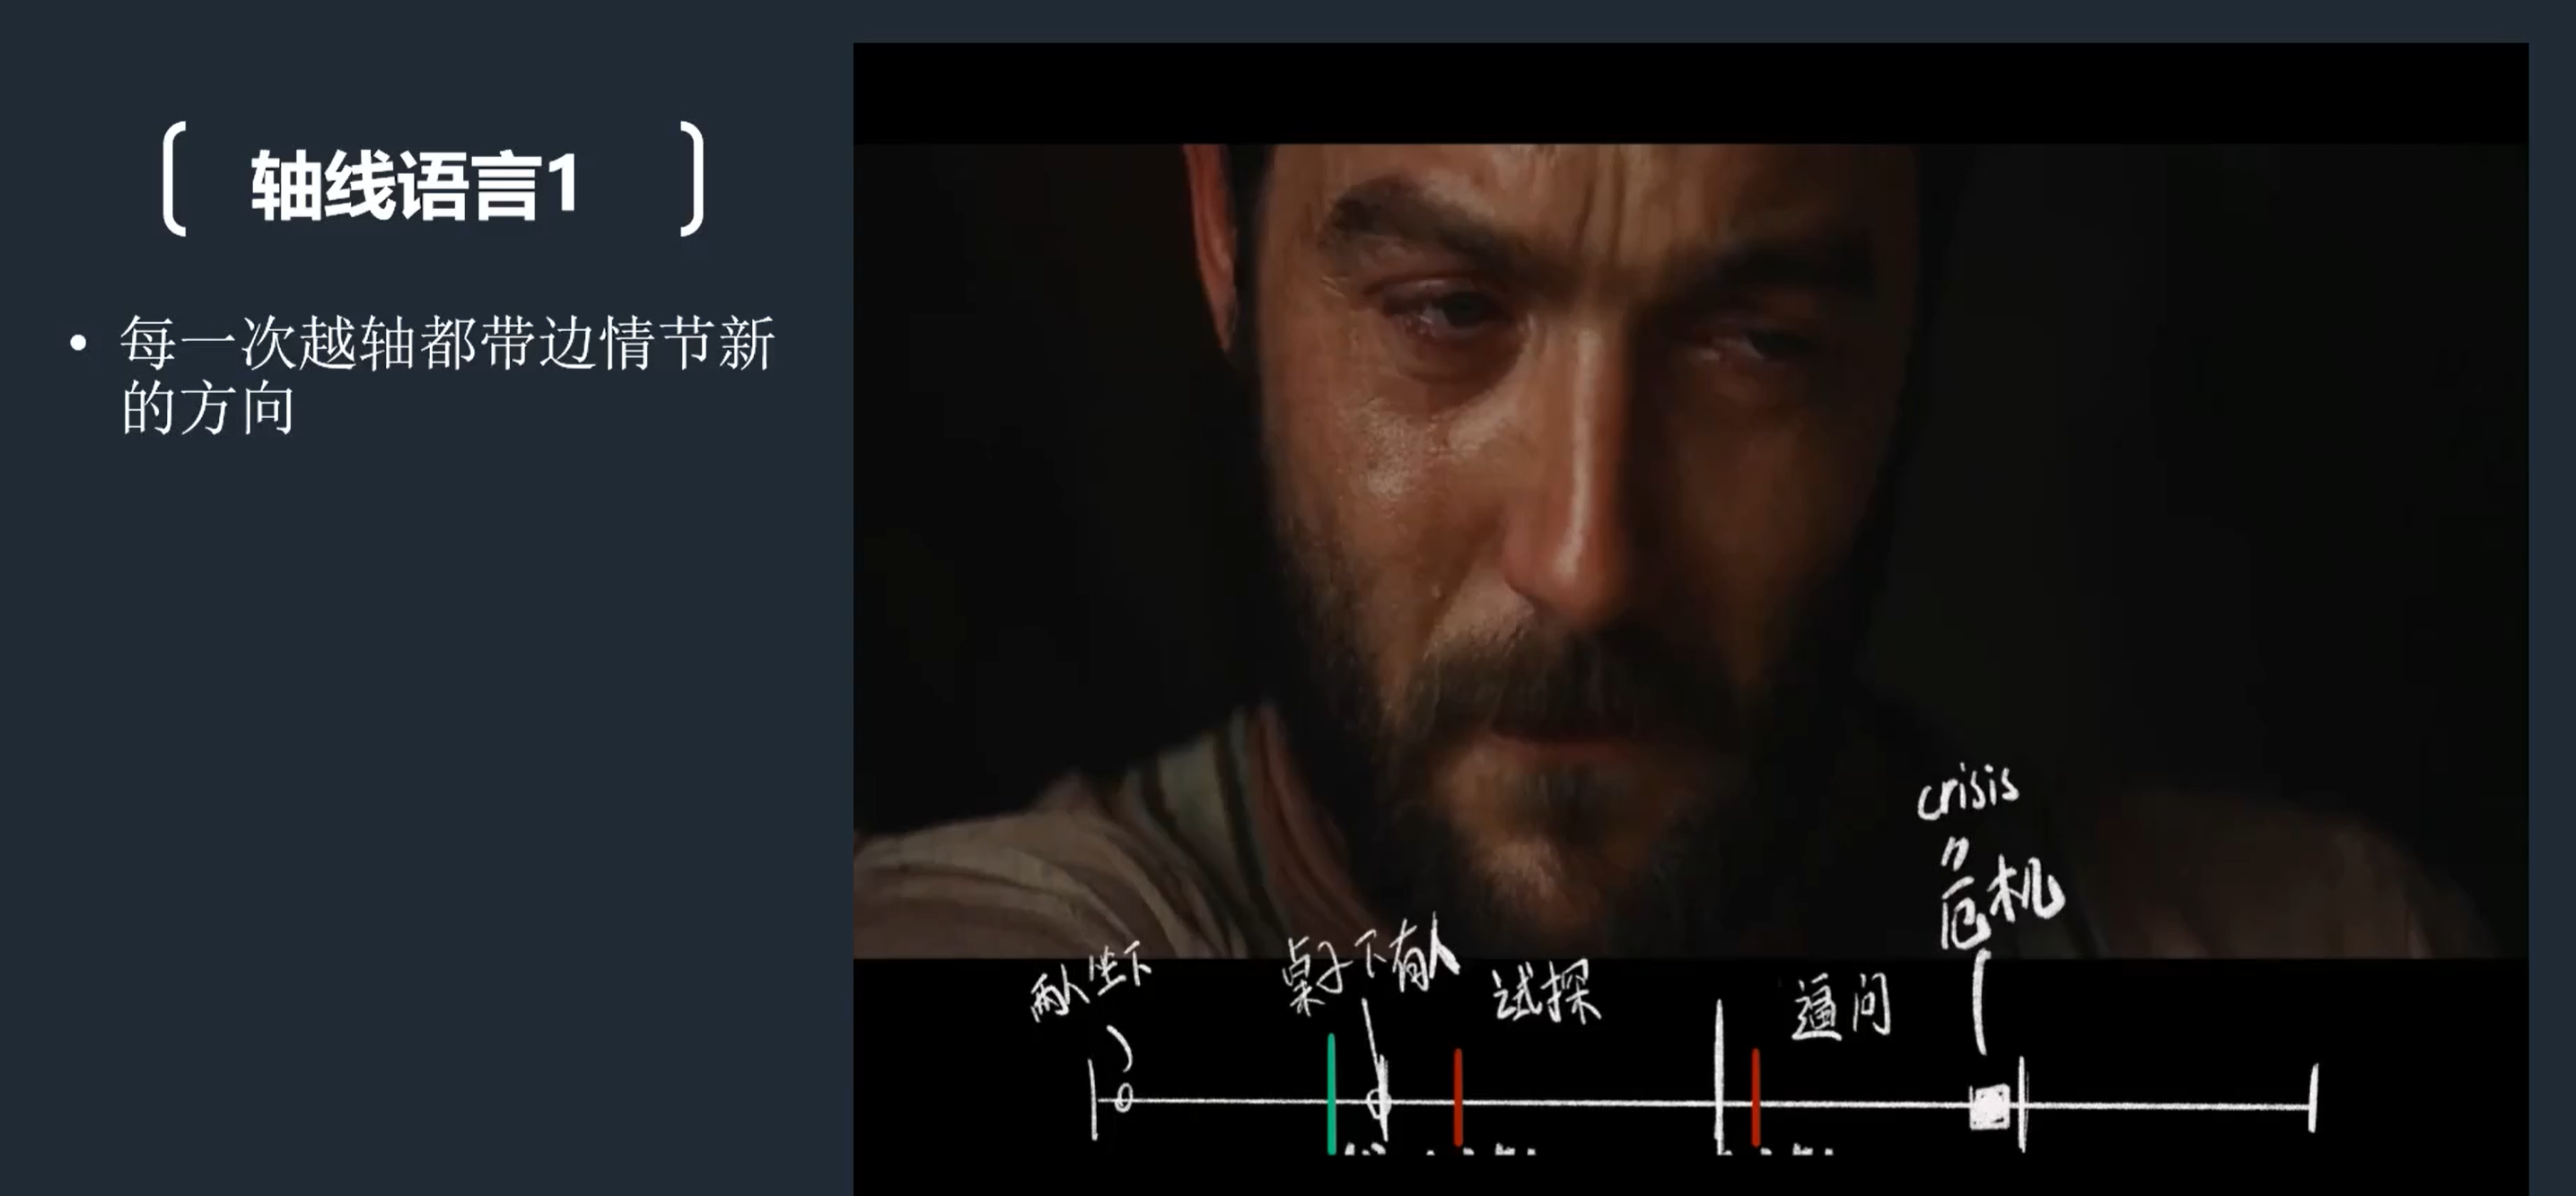 轴线语言1
• 每一次越轴都带边情节新
的方向
crisis
危机
两人坐下
桌子下有人
试探
逼问